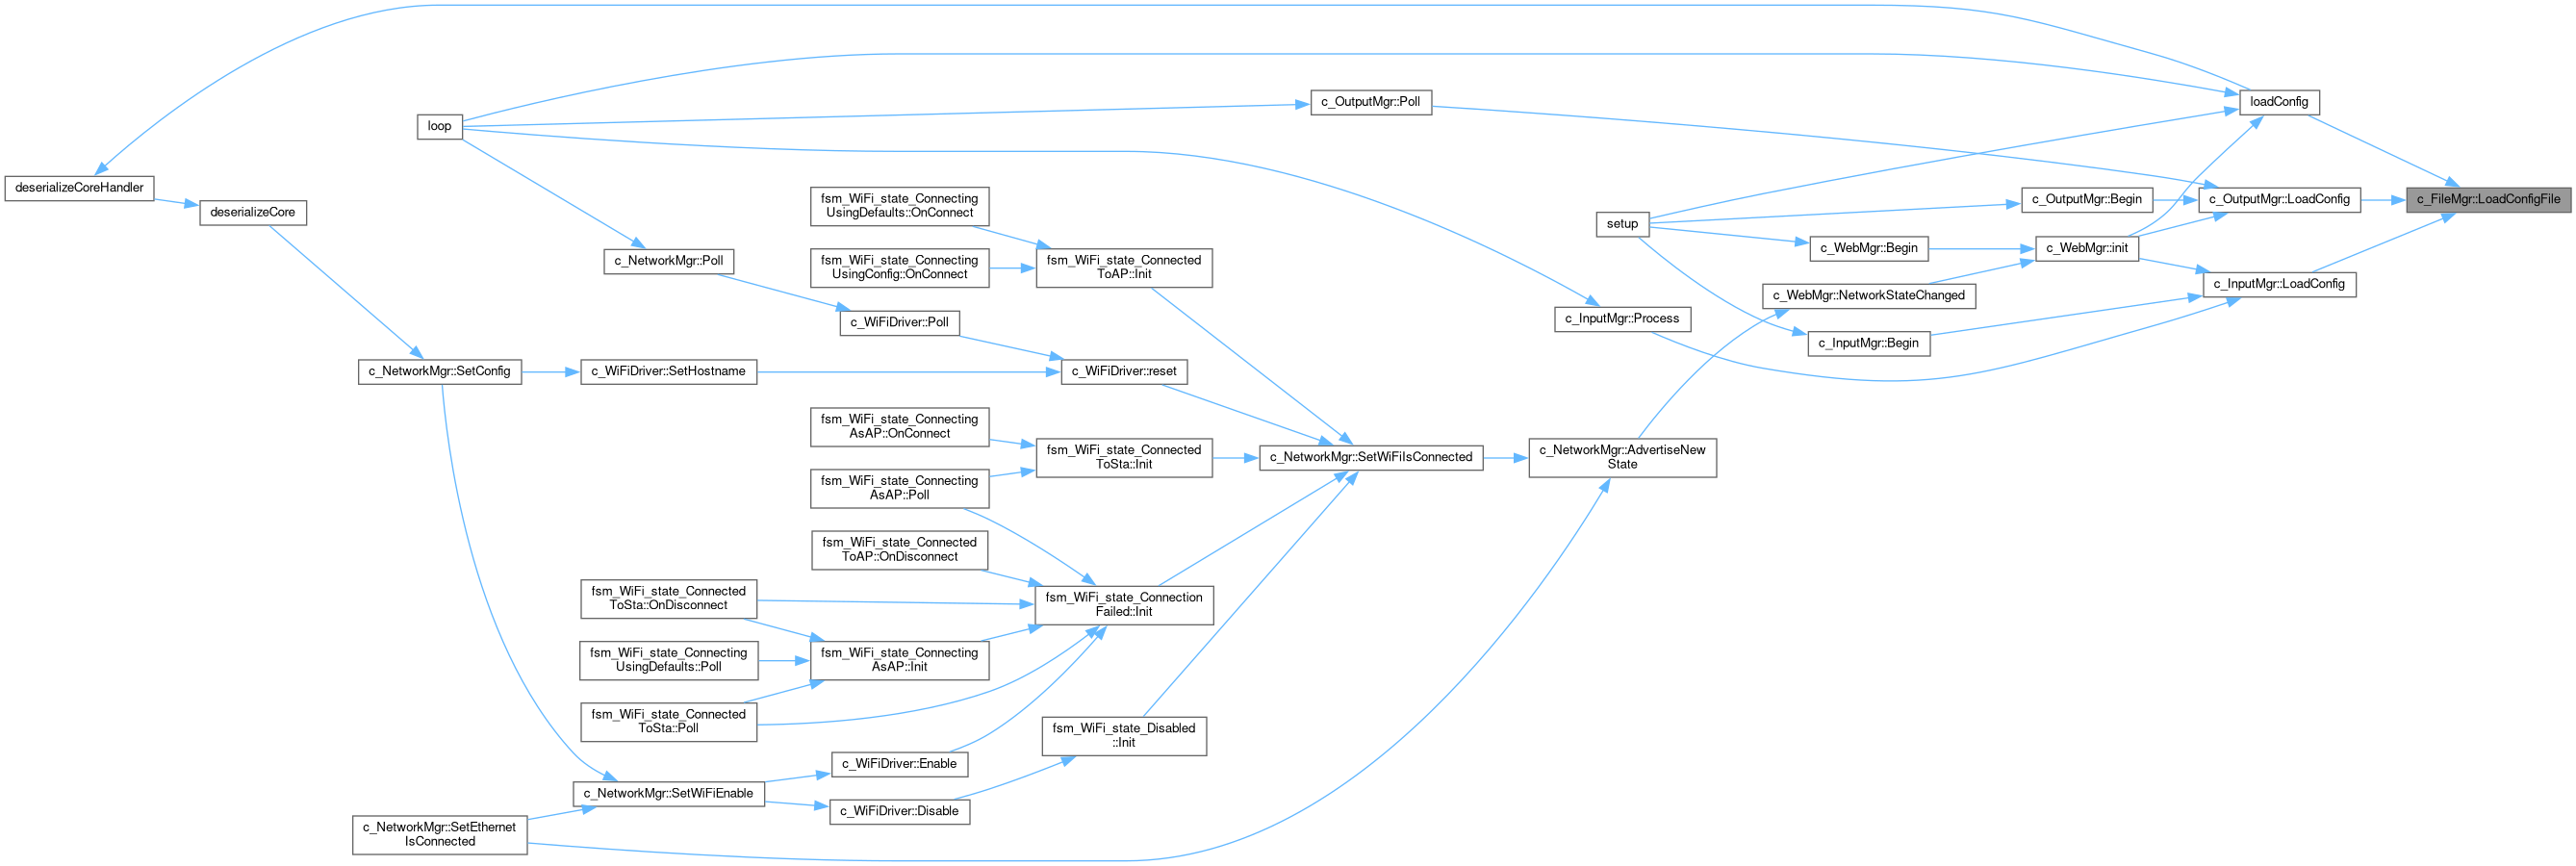 loadConfig
c_OutputMgr::Poll
loop
deserializeCoreHandler
c_FileMgr::LoadConfigFile
c_OutputMgr::LoadConfig
c_OutputMgr::Begin
fsm_WiFi_state_Connecting
UsingDefaults::OnConnect
deserializeCore
setup
c_WebMgr::Begin
c_WebMgr::init
c_NetworkMgr::Poll
fsm_WiFi_state_Connecting
UsingConfig::OnConnect
fsm_WiFi_state_Connected
ToAP::Init
c_InputMgr::LoadConfig
c_WebMgr::NetworkStateChanged
c_WiFiDriver::Poll
c_InputMgr::Process
c_InputMgr::Begin
c_NetworkMgr::SetConfig
c_WiFiDriver::SetHostname
c_WiFiDriver::reset
fsm_WiFi_state_Connecting
AsAP::OnConnect
fsm_WiFi_state_Connected
ToSta::Init
c_NetworkMgr::SetWiFiIsConnected
c_NetworkMgr::AdvertiseNew
State
fsm_WiFi_state_Connecting
AsAP::Poll
fsm_WiFi_state_Connected
ToAP::OnDisconnect
fsm_WiFi_state_Connected
ToSta::OnDisconnect
fsm_WiFi_state_Connection
Failed::Init
fsm_WiFi_state_Connecting
UsingDefaults::Poll
fsm_WiFi_state_Connecting
AsAP::Init
fsm_WiFi_state_Connected
ToSta::Poll
fsm_WiFi_state_Disabled
::Init
c_WiFiDriver::Enable
c_NetworkMgr::SetWiFiEnable
c_WiFiDriver::Disable
c_NetworkMgr::SetEthernet
IsConnected